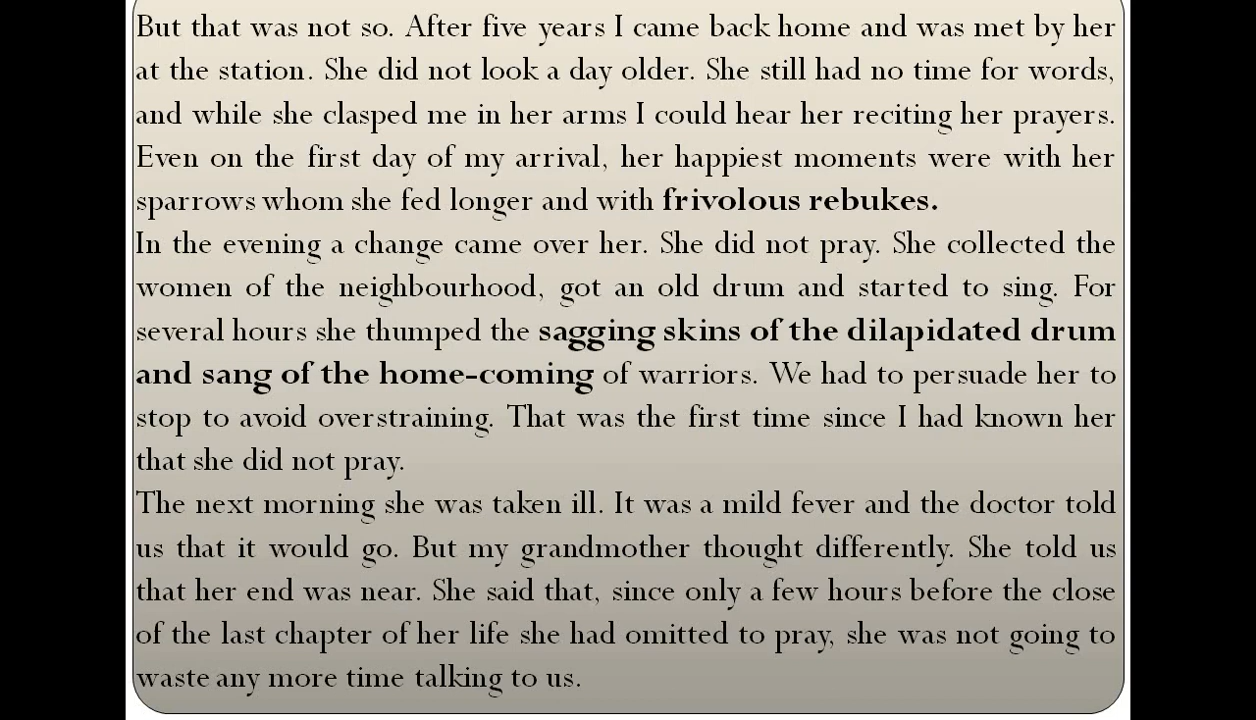 But that was not so. After five years I came back home and was met by her
at the station. She did not look a day older. She still had no time for words,
and while she clasped me in her arms I could hear her reciting her prayers.
Even on the first day of my arrival, her happiest moments were with her
sparrows whom she fed longer and with frivolous rebukes.
In the evening a change came over her. She did not pray. She collected the
women of the neighbourhood, got an old drum and started to sing. For
several hours she thumped the sagging skins of the dilapidated drum
and sang of the home-coming of warriors. We had to persuade her to
stop to avoid overstraining. That was the first time since I had known her
that she did not pray.
The next morning she was taken ill. It was a mild fever and the doctor told
us that it would go. But my grandmother thought differently. She told us
that her end was near. She said that, since only a few hours before the close
of the last chapter of her life she had omitted to pray, she was not going to
waste any more time talking to us.